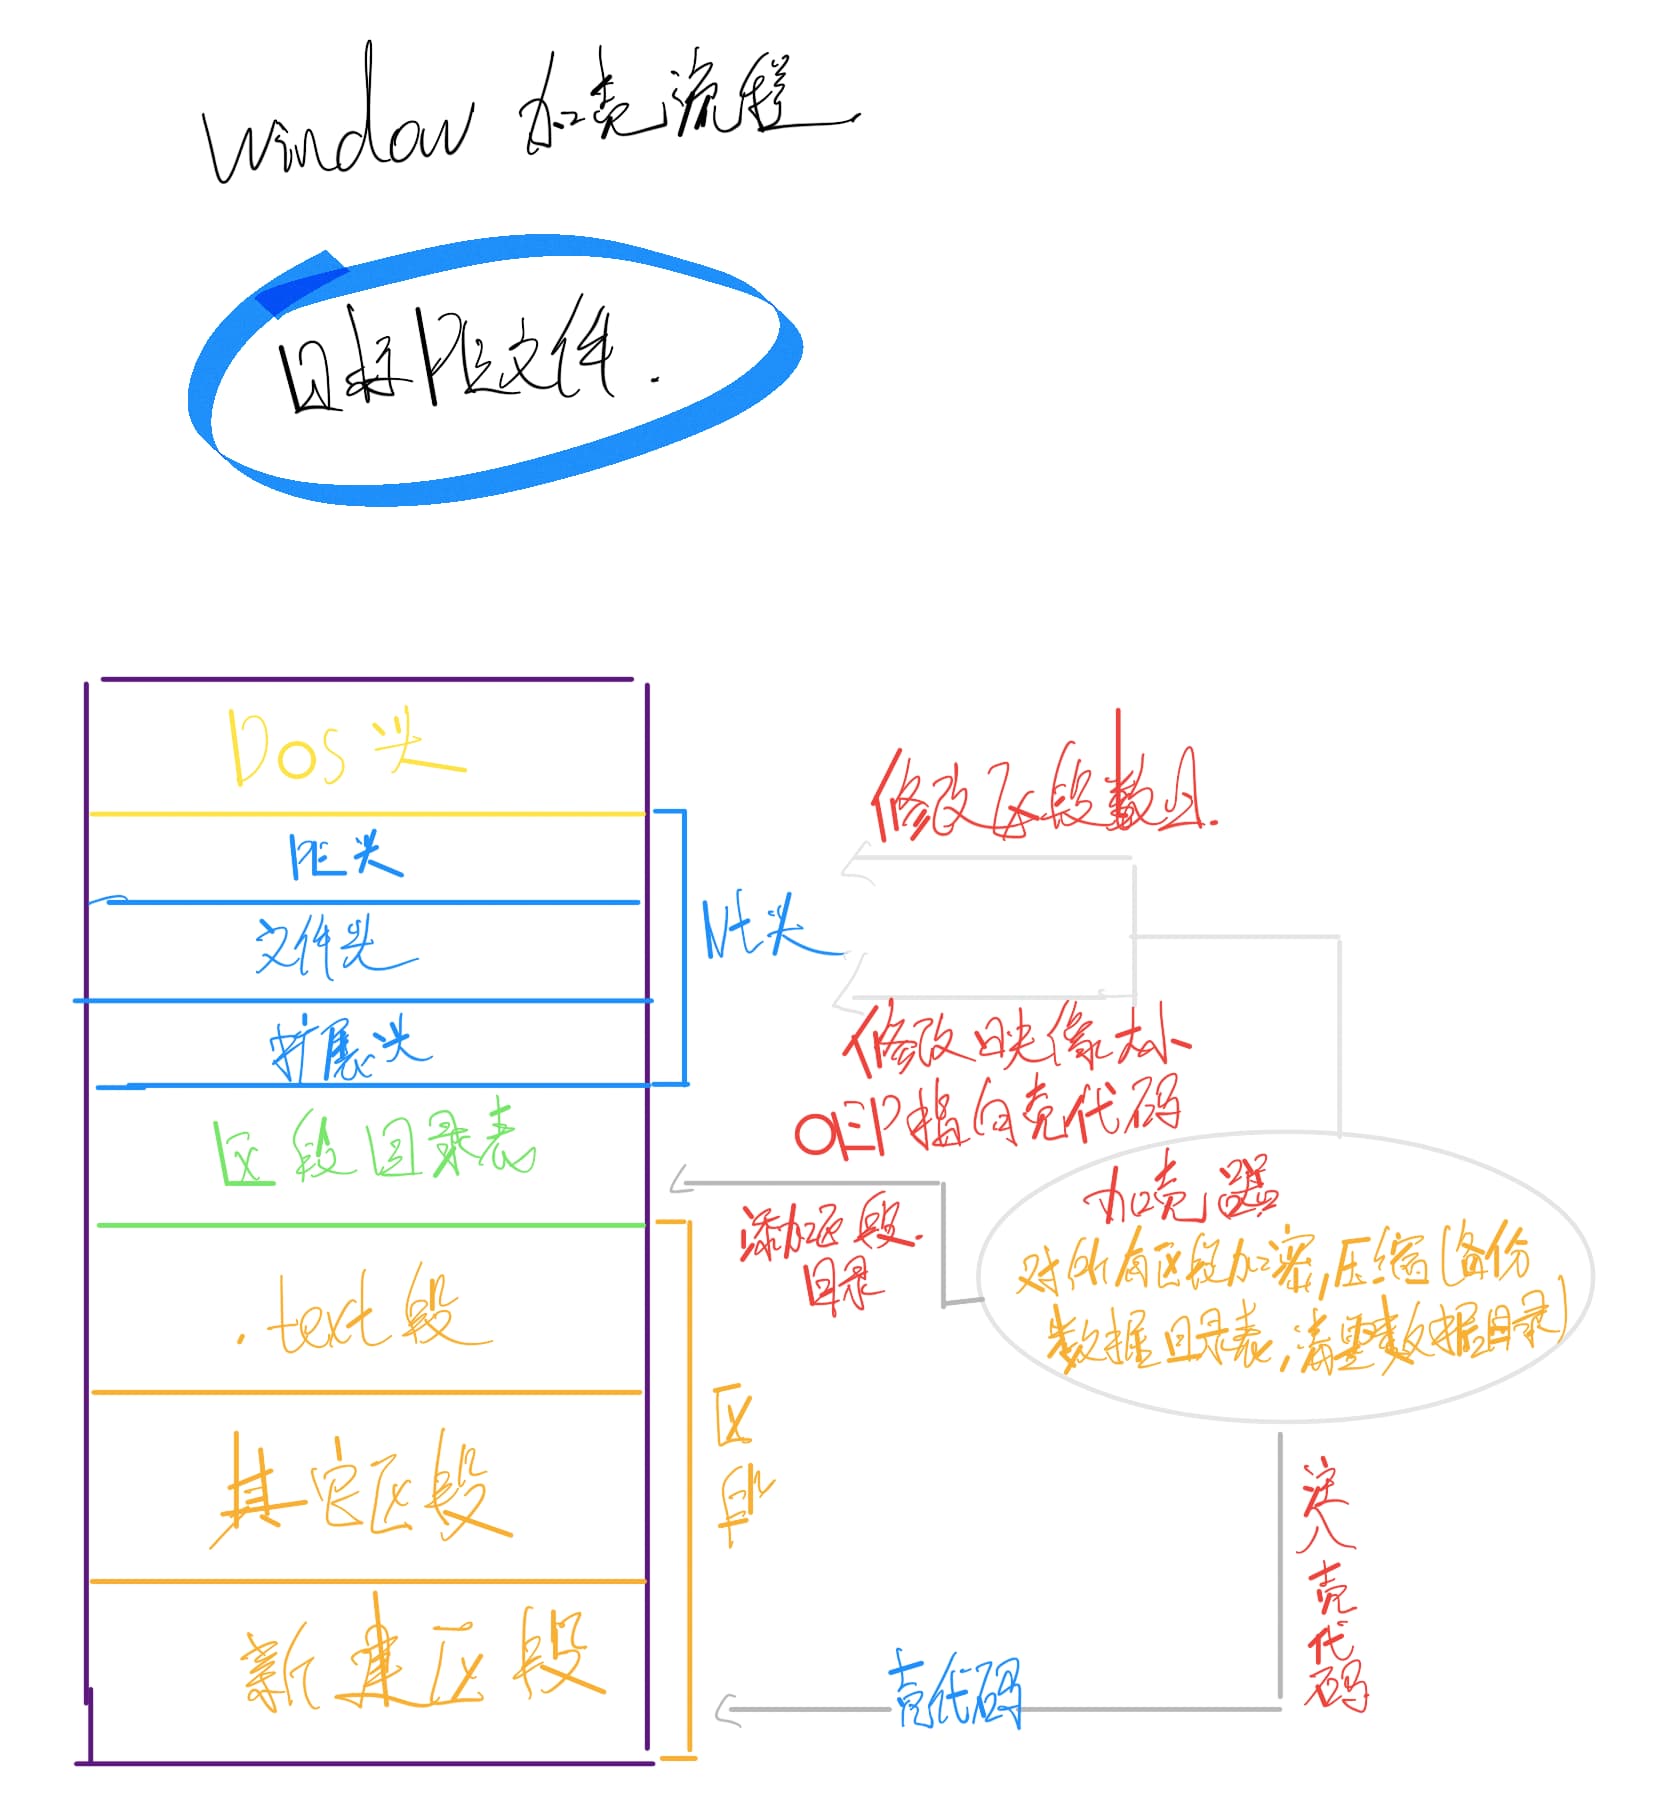 Window 加壳流程
目标PE文件.
DOS头
PE头
文件头
扩展头
Nt头
区段目录表
.text段
其它区段
新建区段
区
段
修改区段数且.
修改映像大小
OEP指向壳代码
添加区段.
目录
加壳器
对所有区段加密,压缩(备份
数据目录表,清理数据目录)
注入壳代码
壳代码